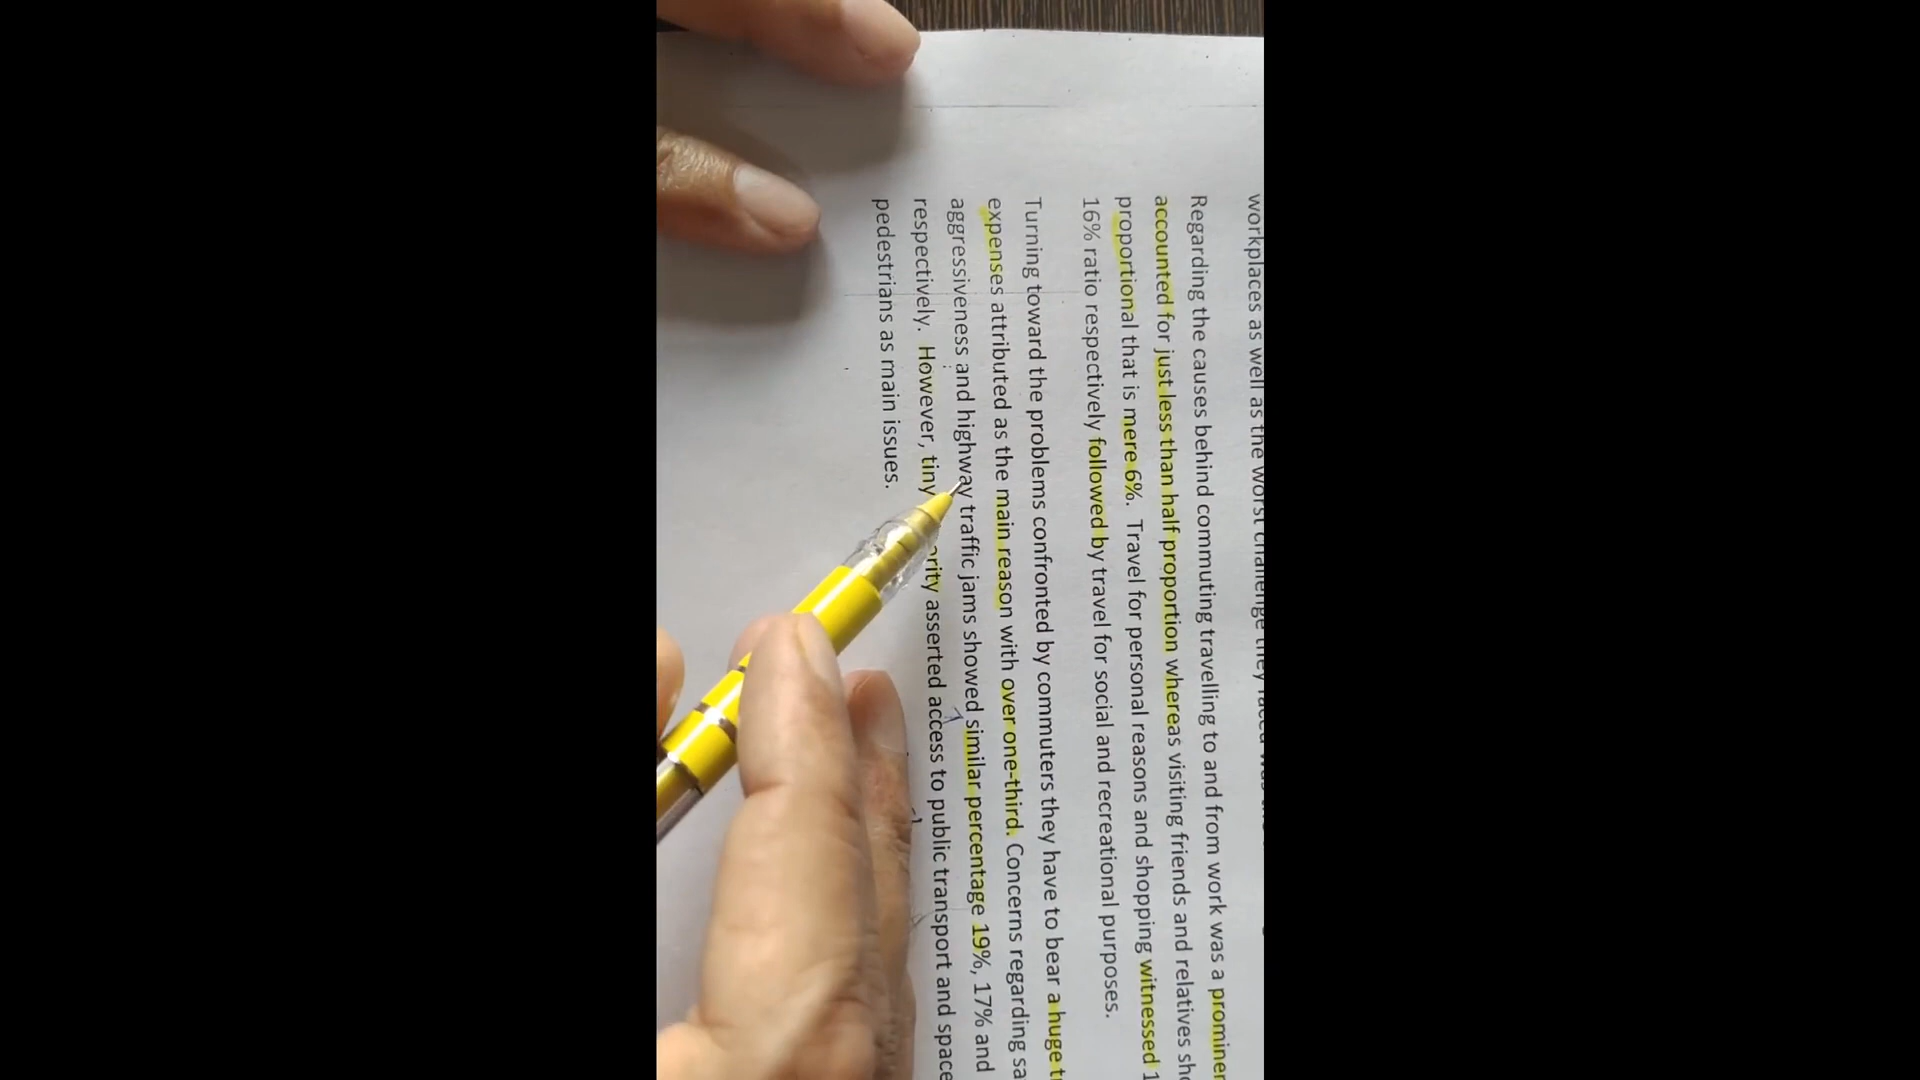 workplaces as well as the worst challenge they faced was
Regarding the causes behind commuting travelling to and from work was a
accounted for just less than half proportion whereas visiting friends and relatives
proportional that is mere 6%. Travel for personal reasons and shopping witnessed
16% ratio respectively followed by travel for social and recreational purposes.
Turning toward the problems confronted by commuters they have to bear a huge
expenses attributed as the main reason with over one-third. Concerns regarding
aggressiveness and highway traffic jams showed similar percentage 19%, 17% and
respectively. However, tiny asserted access to public transport and space
pedestrians as main issues.